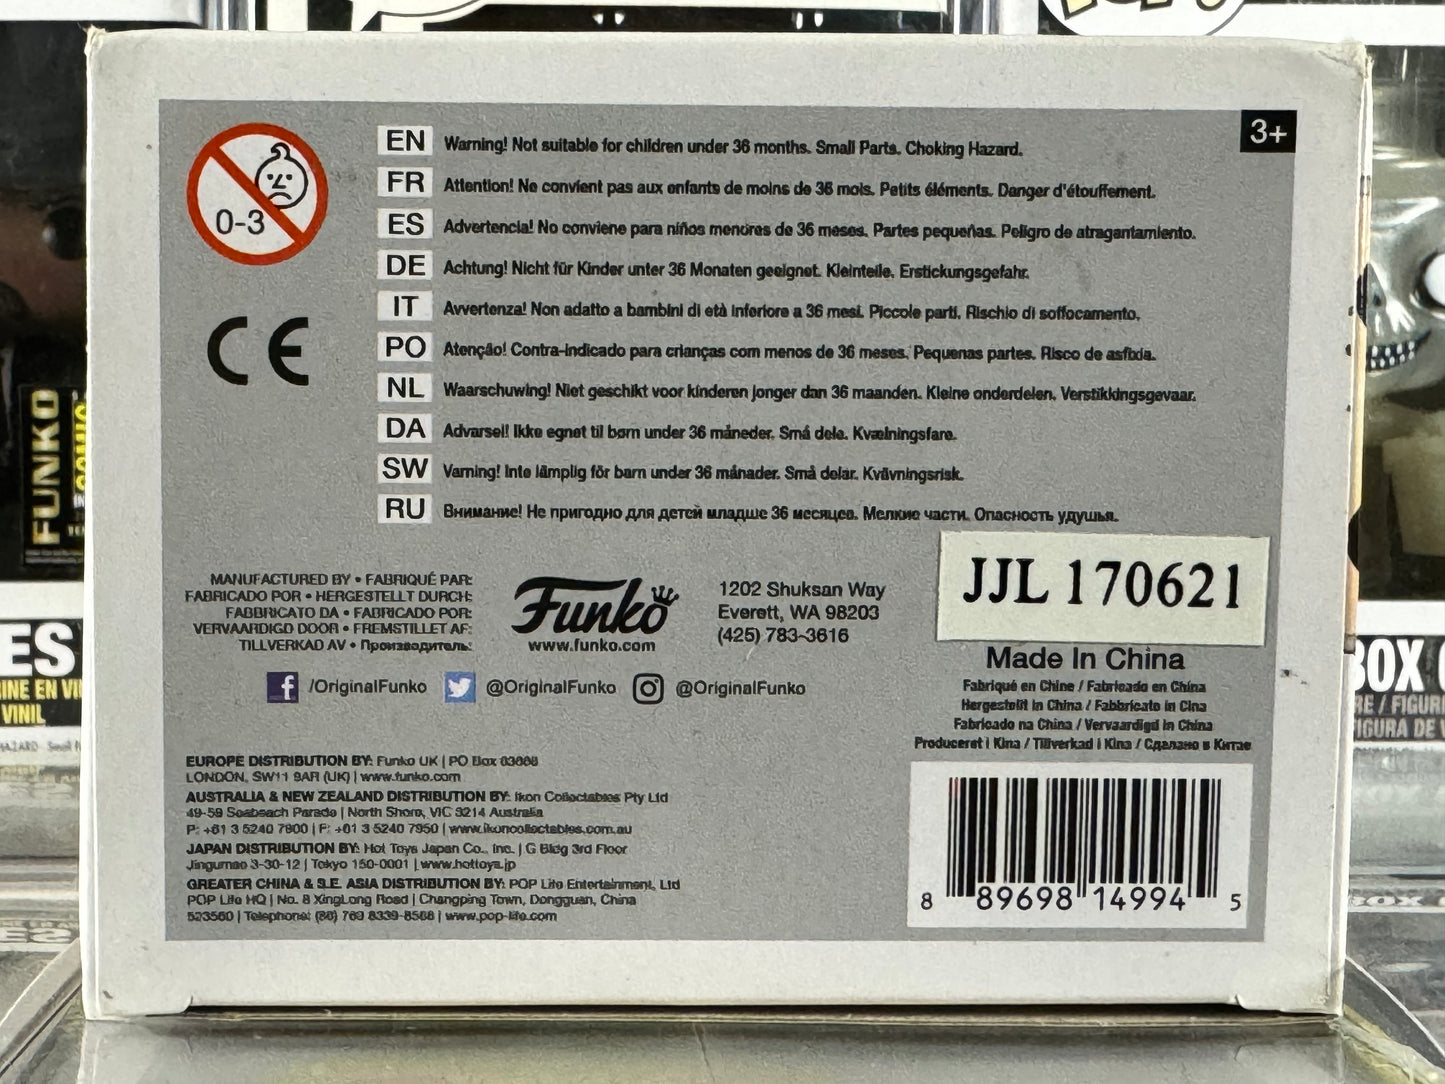 3+
0-3
EN Warning! Not suitable for children under 36 months. Small Parts. Choking Hazard.
FR Attention! Ne convient pas aux enfants de moins de 36 mois. Petits éléments. Danger d'étouffement.
ES Advertencia! No conviene para niños menores de 36 meses. Partes pequeñas. Peligro de atragantamiento.
DE Achtung! Nicht für Kinder unter 36 Monaten geeignet. Kleinteile. Erstickungsgefahr.
IT Avvertenza! Non adatto a bambini di età inferiore a 36 mesi. Piccole parti. Rischio di soffocamento.
PO Atenção! Contra-indicado para crianças com menos de 36 meses. Pequenas partes. Risco de asfixia.
NL Waarschuwing! Niet geschikt voor kinderen jonger dan 36 maanden. Kleine onderdelen. Verstikkingsgevaar.
DA Advarsel! Ikke egnet til børn under 36 måneder. Små dele. Kvælningsfare.
SW Varning! Inte lämplig för barn under 36 månader. Små delar. Kvävningsrisk.
RU Внимание! Не пригодно для детей младше 36 месяцев. Мелкие части. Опасность удушья.
CE
MANUFACTURED BY • FABRIQUÉ PAR:
FABRICADO POR • HERGESTELLT DURCH:
FABBRICATO DA • FABRICADO POR:
VERVAARDIGD DOOR • FREMSTILLET AF:
TILLVERKAD AV • Производитель:
Funko
www.funko.com
1202 Shuksan Way
Everett, WA 98203
(425) 783-3616
/OriginalFunko @OriginalFunko @OriginalFunko
JJL 170621
Made In China
Fabriqué en Chine / Fabricado en China
Hergestellt in China / Fabbricato in Cina
Fabricado na China / Vervaardigd in China
Produceret i Kina / Tillverkad i Kina / Сделано в Китае
EUROPE DISTRIBUTION BY: Funko UK | PO Box
LONDON, SW11 9AR (UK) | www.funko.com
AUSTRALIA & NEW ZEALAND DISTRIBUTION BY: Ikon Collectables Pty Ltd
49-59 Seabeach Parade | North Shore, VIC 3214 Australia
P: +61 3 5240 7900 | F: +61 3 5240 7950 | www.ikoncollectables.com.au
JAPAN DISTRIBUTION BY: Hot Toys Japan Co., Inc. | G Bldg 3rd Floor
Jingumae 3-30-12 | Tokyo 150-0001 | www.hottoys.jp
GREATER CHINA & S.E. ASIA DISTRIBUTION BY: POP Life Entertainment, Ltd
POP Life HQ | No. 8 XingLong Road | Changping Town, Dongguan, China
523560 | Telephone: (86) 769 8339-8568 | www.pop-life.com
8 89698 14994 5
FUNKO
ES
INE EN VI
VINIL
BOX
RE / FIGUR
IGURA DE